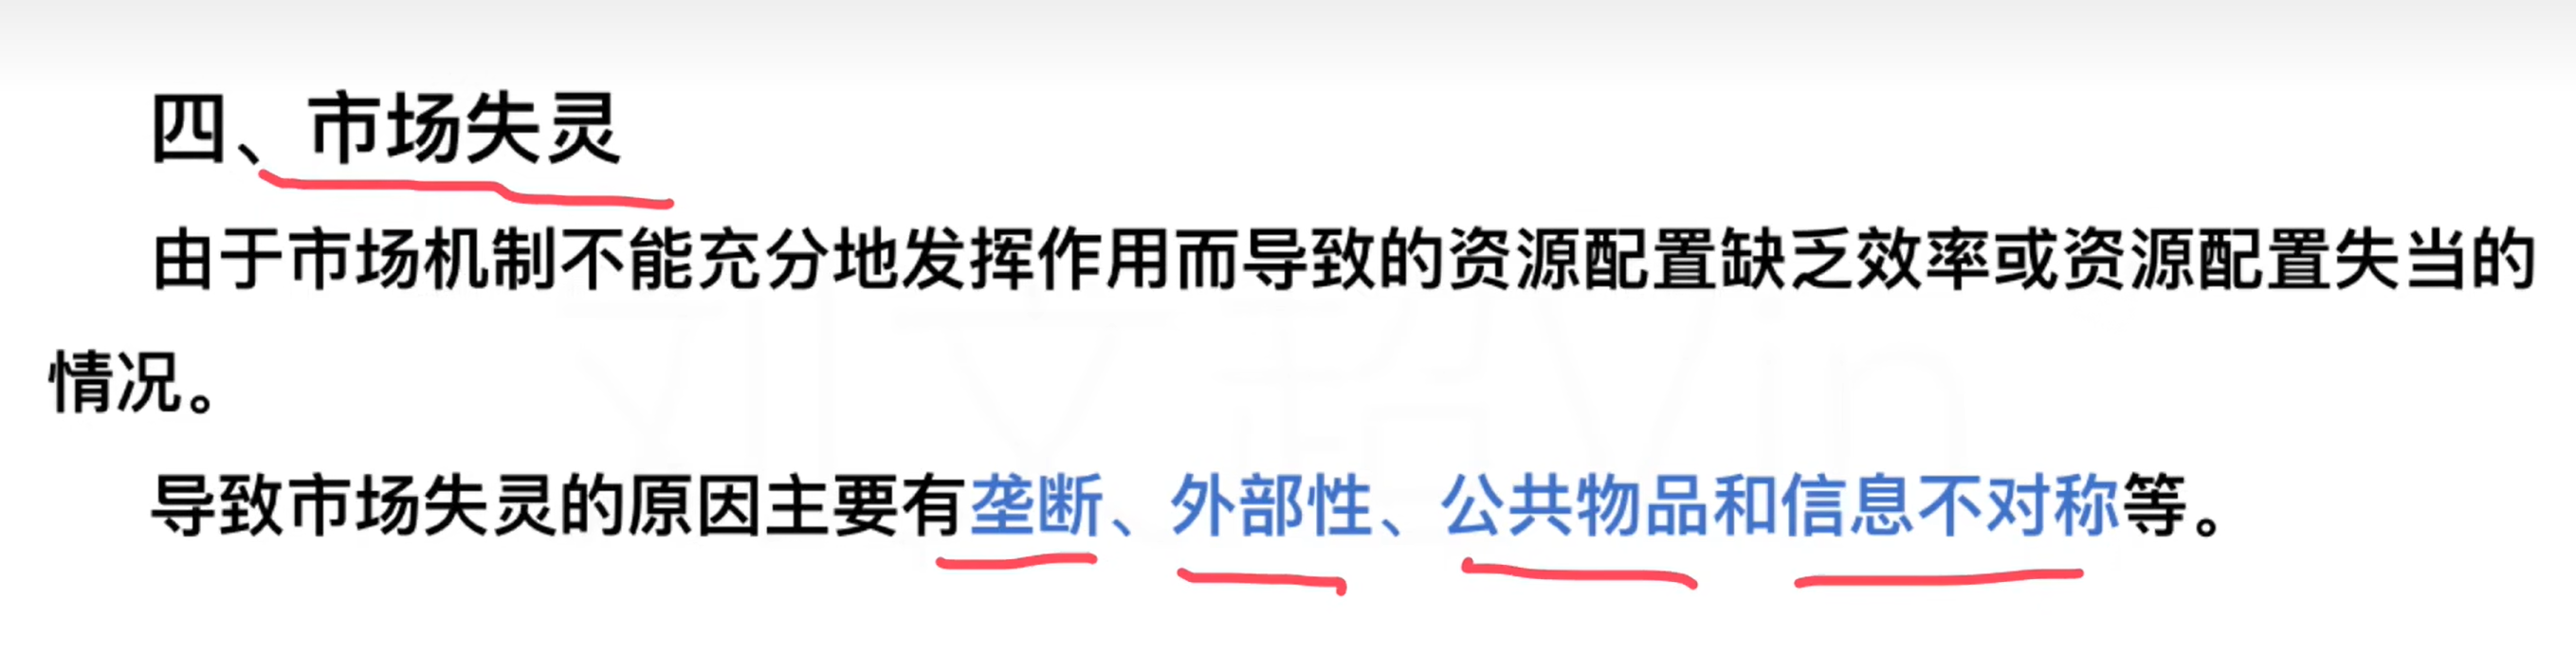 四、市场失灵
由于市场机制不能充分地发挥作用而导致的资源配置缺乏效率或资源配置失当的
情况。
导致市场失灵的原因主要有垄断、外部性、公共物品和信息不对称等。